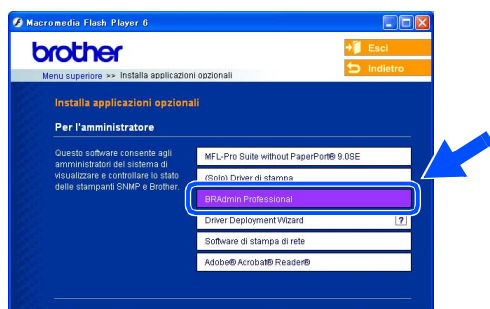 Macromedia Flash Player 6
brother
Esci
Indietro
Menu superiore >> Installa applicazioni opzionali
Installa applicazioni opzionali
Per l'amministratore
Questo software consente agli
amministratori del sistema di
visualizzare e controllare lo stato
delle stampanti SNMP e Brother.
MFL-Pro Suite without PaperPort® 9.0SE
(Solo) Driver di stampa
BRAdmin Professional
Driver Deployment Wizard
?
Software di stampa di rete
Adobe® Acrobat® Reader®